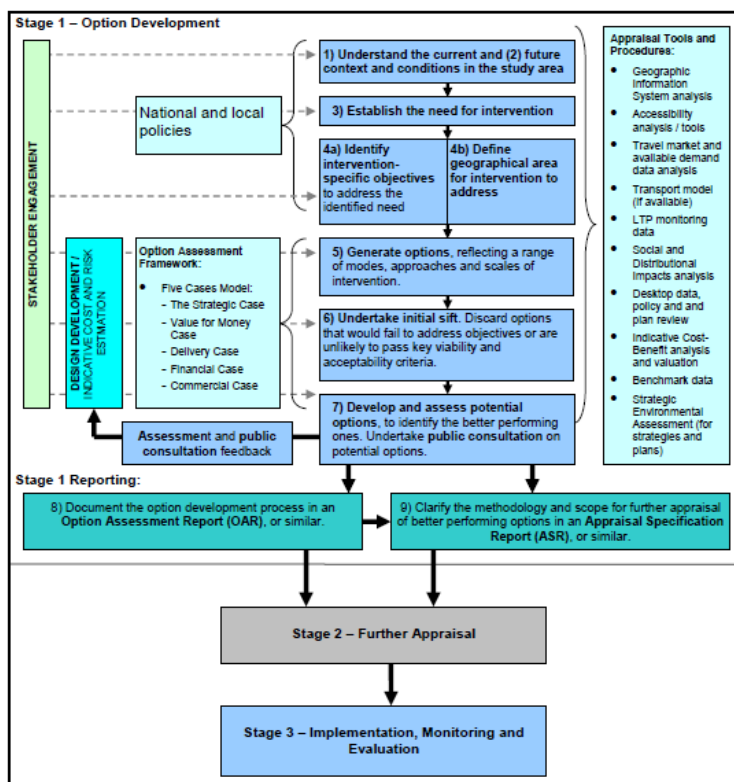 Stage 1 – Option Development
STAKEHOLDER ENGAGEMENT
National and local
policies
1) Understand the current and (2) future
context and conditions in the study area
3) Establish the need for intervention
4a) Identify
intervention-
specific objectives
to address the
identified need
4b) Define
geographical area
for intervention to
address
DESIGN DEVELOPMENT /
INDICATIVE COST AND RISK
ESTMATION
Option Assessment
Framework:
• Five Cases Model:
- The Strategic Case
- Value for Money
Case
- Delivery Case
- Financial Case
- Commercial Case
5) Generate options, reflecting a range
of modes, approaches and scales of
intervention.
6) Undertake initial sift. Discard options
that would fail to address objectives or are
unlikely to pass key viability and
acceptability criteria.
7) Develop and assess potential
options, to identify the better performing
ones. Undertake public consultation on
potential options.
Assessment and public
consultation feedback
Appraisal Tools and
Procedures:
• Geographic
Information
System analysis
• Accessibility
analysis / tools
• Travel market and
available demand
data analysis
• Transport model
(if available)
• LTP monitoring
data
• Social and
Distributional
Impacts analysis
• Desktop data,
policy and and
plan review
• Indicative Cost-
Benefit analysis
and valuation
• Benchmark data
• Strategic
Environmental
Assessment (for
strategies and
plans)
Stage 1 Reporting:
8) Document the option development process in an
Option Assessment Report (OAR), or similar.
9) Clarify the methodology and scope for further appraisal
of better performing options in an Appraisal Specification
Report (ASR), or similar.
Stage 2 – Further Appraisal
Stage 3 – Implementation, Monitoring and
Evaluation